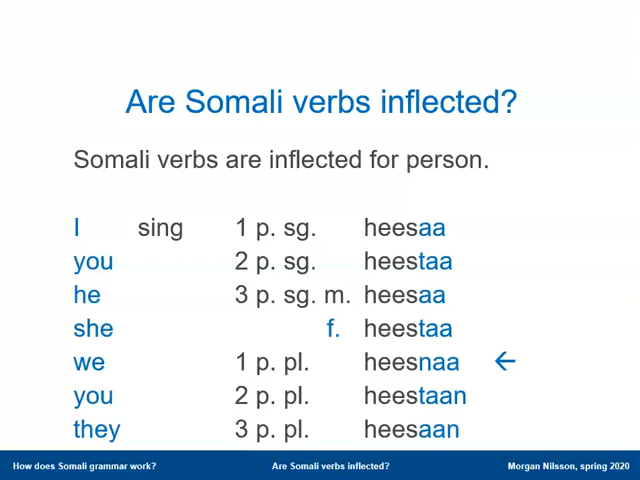 Are Somali verbs inflected?
Somali verbs are inflected for person.
I sing 1 p. sg. heesaa
you 2 p. sg. heestaa
he 3 p. sg. m. heesaa
she f. heestaa
we 1 p. pl. heesnaa ←
you 2 p. pl. heestaan
they 3 p. pl. heesaan
How does Somali grammar work? Are Somali verbs inflected? Morgan Nilsson, spring 2020